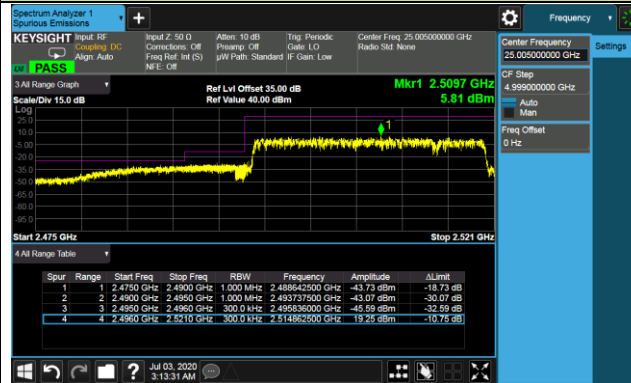 Spectrum Analyzer 1
Spurious Emissions
Frequency
KEYSIGHT
Input: RF
Coupling: DC
Align: Auto
Input Z: 50 Ω
Corrections: Off
Freq Ref: Int (S)
NFE: Off
Atten: 10 dB
Preamp: Off
µW Path: Standard
Trig: Periodic
Gate: LO
IF Gain: Low
Center Freq: 25.005000000 GHz
Radio Std: None
PASS
Center Frequency
25.005000000 GHz
Settings
CF Step
4.999000000 GHz
Auto
Man
Freq Offset
0 Hz
3 All Range Graph
Ref Lvl Offset 35.00 dB
Mkr1 2.5097 GHz
Scale/Div 15.0 dB
Ref Value 40.00 dBm
5.81 dBm
Log
25.0
10.0
-5.00
-20.0
-35.0
-50.0
-65.0
-80.0
-95.0
1
Start 2.475 GHz
Stop 2.521 GHz
4 All Range Table
Spur Range Start Freq Stop Freq RBW Frequency Amplitude ΔLimit
1 1 2.4750 GHz 2.4900 GHz 1.000 MHz 2.488642500 GHz -43.73 dBm -18.73 dB
2 2 2.4900 GHz 2.4950 GHz 1.000 MHz 2.493737500 GHz -43.07 dBm -30.07 dB
3 3 2.4950 GHz 2.4960 GHz 300.0 kHz 2.495836000 GHz -45.59 dBm -32.59 dB
4 4 2.4960 GHz 2.5210 GHz 300.0 kHz 2.514862500 GHz 19.25 dBm -10.75 dB
Jul 03, 2020
3:13:31 AM